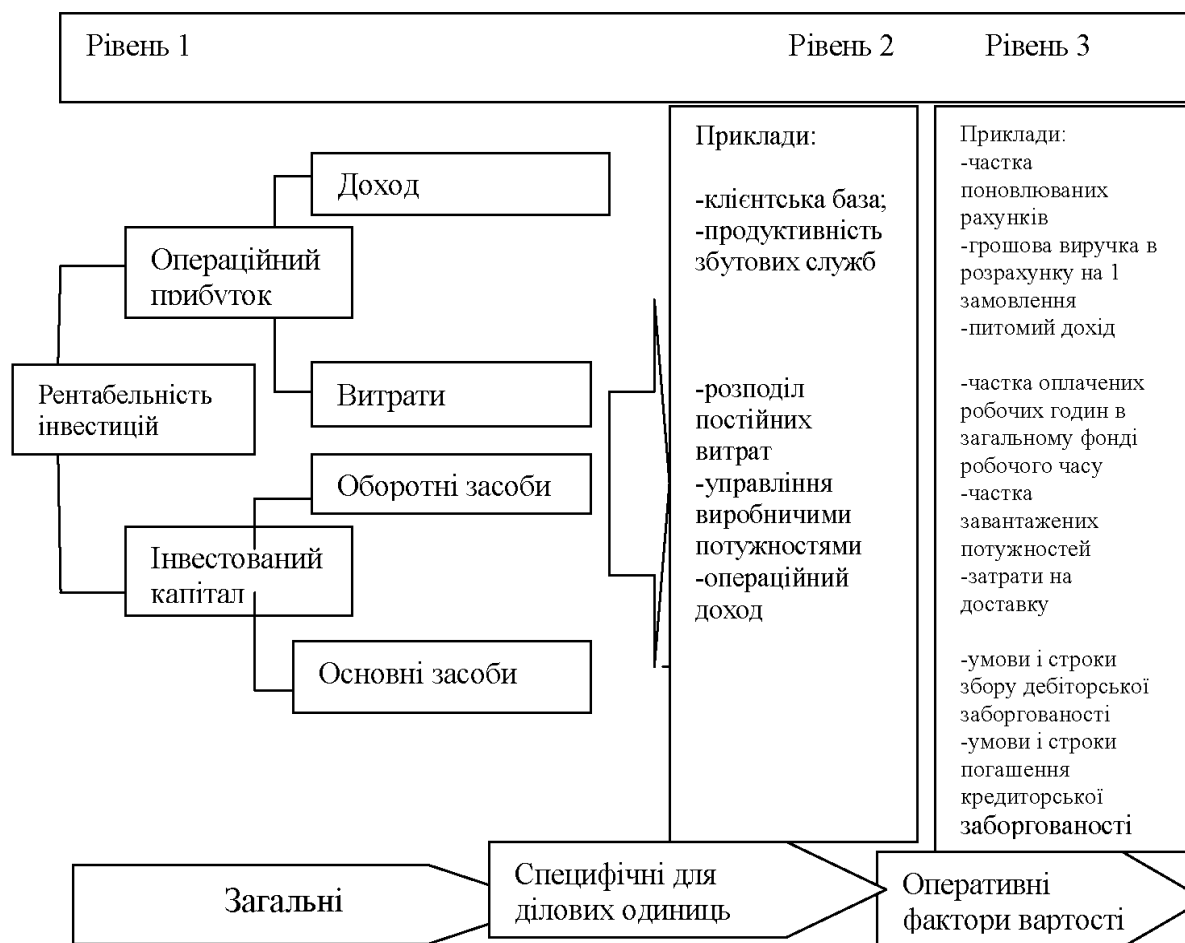 Рівень 1
Рівень 2
Рівень 3
Доход
Операційний
прибуток
Витрати
Рентабельність
інвестицій
Оборотні засоби
Інвестований
капітал
Основні засоби
Приклади:
-клієнтська база;
-продуктивність
збутових служб
-розподіл
постійних
витрат
-управління
виробничими
потужностями
-операційний
доход
Приклади:
-частка
поновлюваних
рахунків
-грошова виручка в
розрахунку на 1
замовлення
-питомий дохід
-частка оплачених
робочих годин в
загальному фонді
робочого часу
-частка
завантажених
потужностей
-затрати на
доставку
-умови і строки
збору дебіторської
заборгованості
-умови і строки
погашення
кредиторської
заборгованості
Загальні
Специфічні для
ділових одиниць
Оперативні
фактори вартості